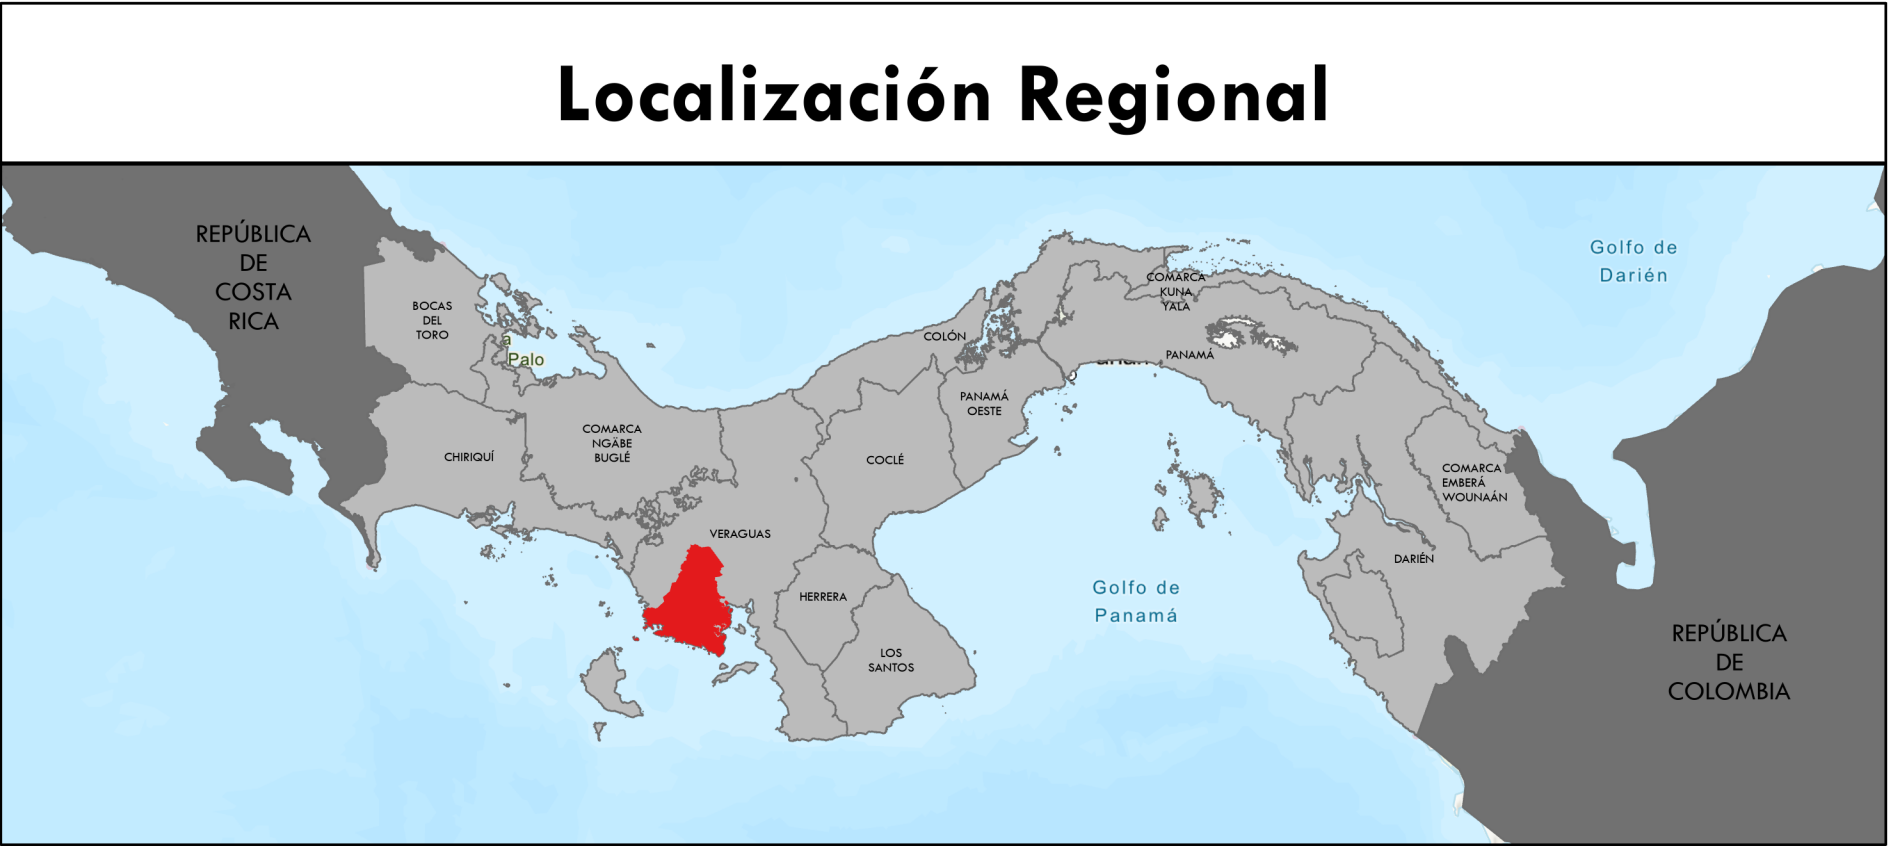 Localización Regional
REPÚBLICA
DE
COSTA
RICA
BOCAS
DEL
TORO
a
Palo
CHIRIQUÍ
COMARCA
NGÄBE
BUGLÉ
VERAGUAS
HERRERA
LOS
SANTOS
COCLÉ
COLÓN
PANAMÁ
OESTE
COMARCA
KUNA
YALA
PANAMÁ
Golfo de
Panamá
Golfo de
Darién
COMARCA
EMBERÁ
WOUNAÁN
DARIÉN
REPÚBLICA
DE
COLOMBIA